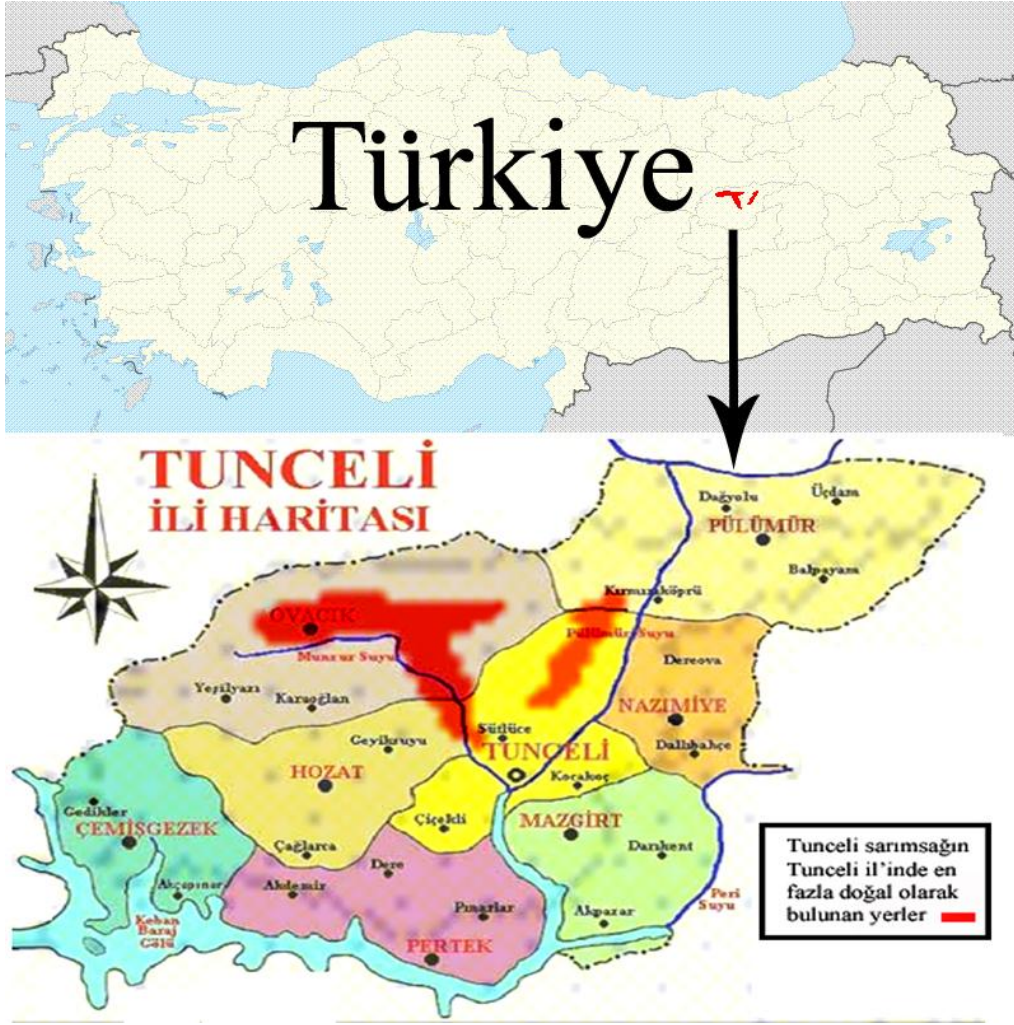 Türkiye
TUNCELİ
İLİ HARİTASI
Dağyolu
Üçdam
PÜLÜMÜR
Balpayam
Kırmızıköprü
OVACIK
Pülümür Suyu
Munzur Suyu
Dereova
Yeşilyazı
Karaoğlan
NAZIMİYE
Sütlüce
Geyiksuyu
TUNCELİ
Dallıbahçe
HOZAT
Kocakoç
Gedikler
ÇEMİŞGEZEK
Çiçekli
MAZGİRT
Çağlarca
Darıkent
Dere
Akçapınar
Akdemir
Peri
Suyu
Pınarlar
Akpazar
Keban
Baraj
Gölü
PERTEK
Tunceli sarımsağın
Tunceli il'inde en
fazla doğal olarak
bulunan yerler